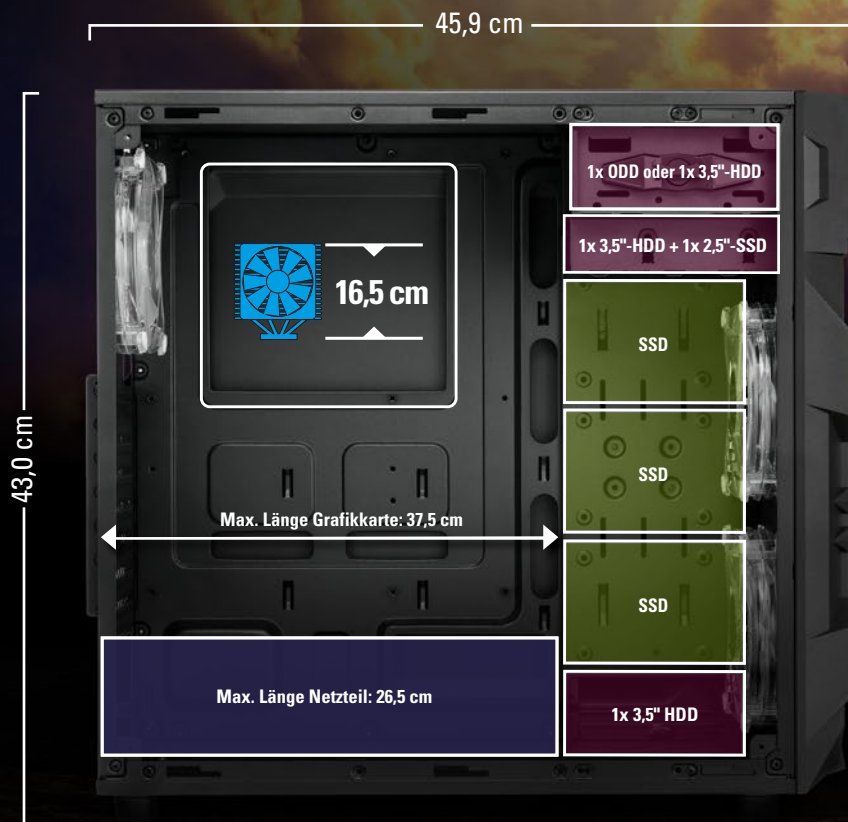 45,9 cm
1x ODD oder 1x 3,5"-HDD
1x 3,5"-HDD + 1x 2,5"-SSD
16,5 cm
SSD
43,0 cm
SSD
Max. Länge Grafikkarte: 37,5 cm
SSD
Max. Länge Netzteil: 26,5 cm
1x 3,5" HDD